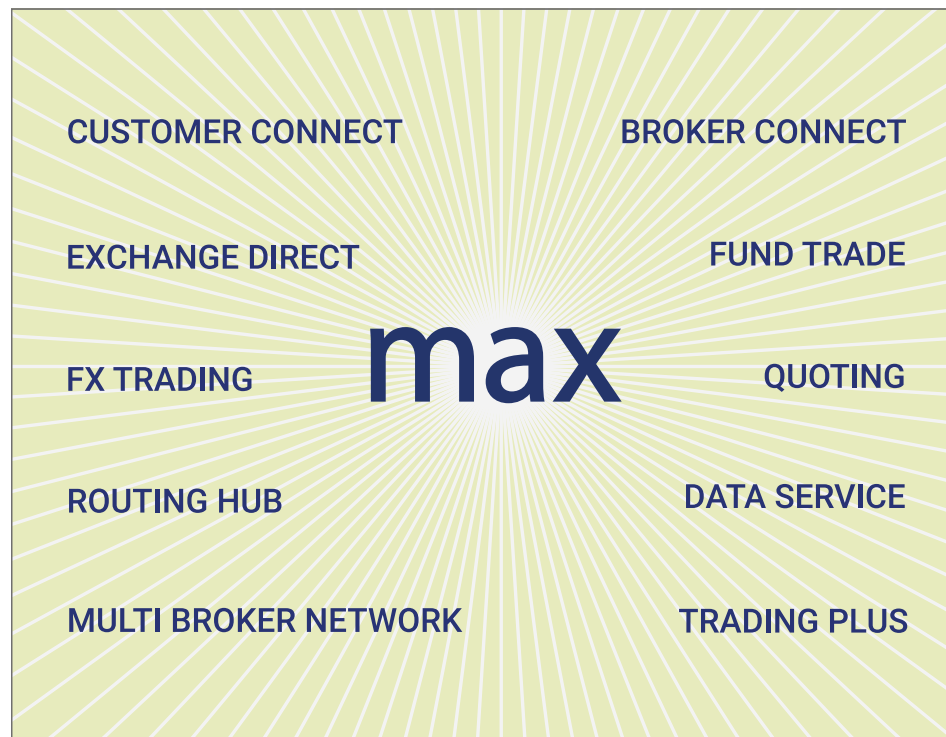 CUSTOMER CONNECT
BROKER CONNECT
EXCHANGE DIRECT
FUND TRADE
max
FX TRADING
QUOTING
ROUTING HUB
DATA SERVICE
MULTI BROKER NETWORK
TRADING PLUS